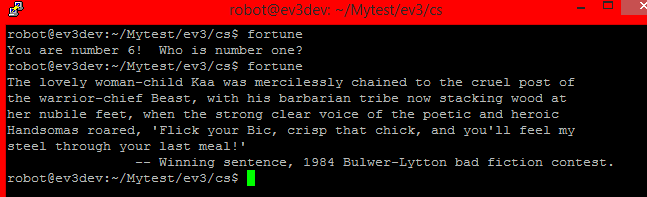 robot@ev3dev: ~/Mytest/ev3/cs
robot@ev3dev:~/Mytest/ev3/cs$ fortune
You are number 6!  Who is number one?
robot@ev3dev:~/Mytest/ev3/cs$ fortune
The lovely woman-child Kaa was mercilessly chained to the cruel post of
the warrior-chief Beast, with his barbarian tribe now stacking wood at
her nubile feet, when the strong clear voice of the poetic and heroic
Handsomas roared, 'Flick your Bic, crisp that chick, and you'll feel my
steel through your last meal!'
                -- Winning sentence, 1984 Bulwer-Lytton bad fiction contest.
robot@ev3dev:~/Mytest/ev3/cs$